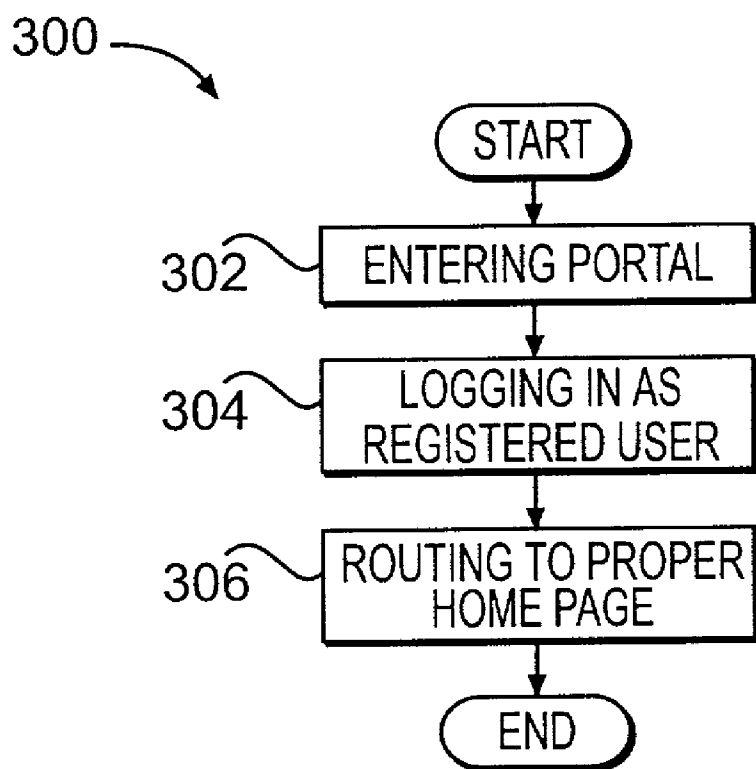 300
START
302
ENTERING PORTAL
304
LOGGING IN AS
REGISTERED USER
306
ROUTING TO PROPER
HOME PAGE
END